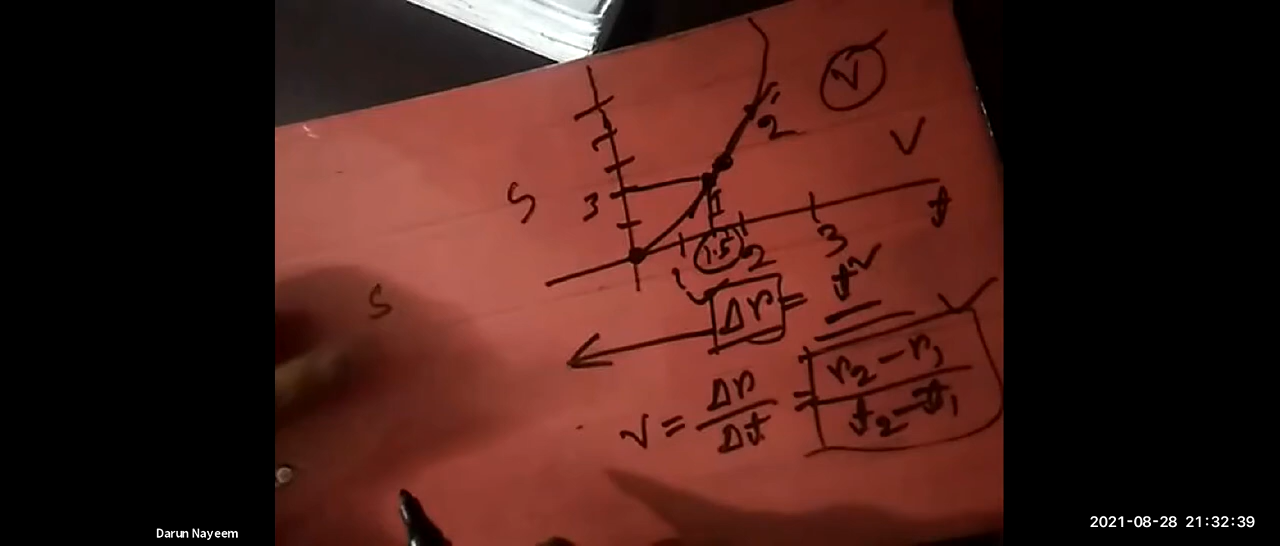 V
2
V
S
3
t
1
1.5
2
3
Δr = t²
S
v = Δr/Δt = r₂ - r₁/t₂ - t₁
Darun Nayeem
2021-08-28 21:32:39